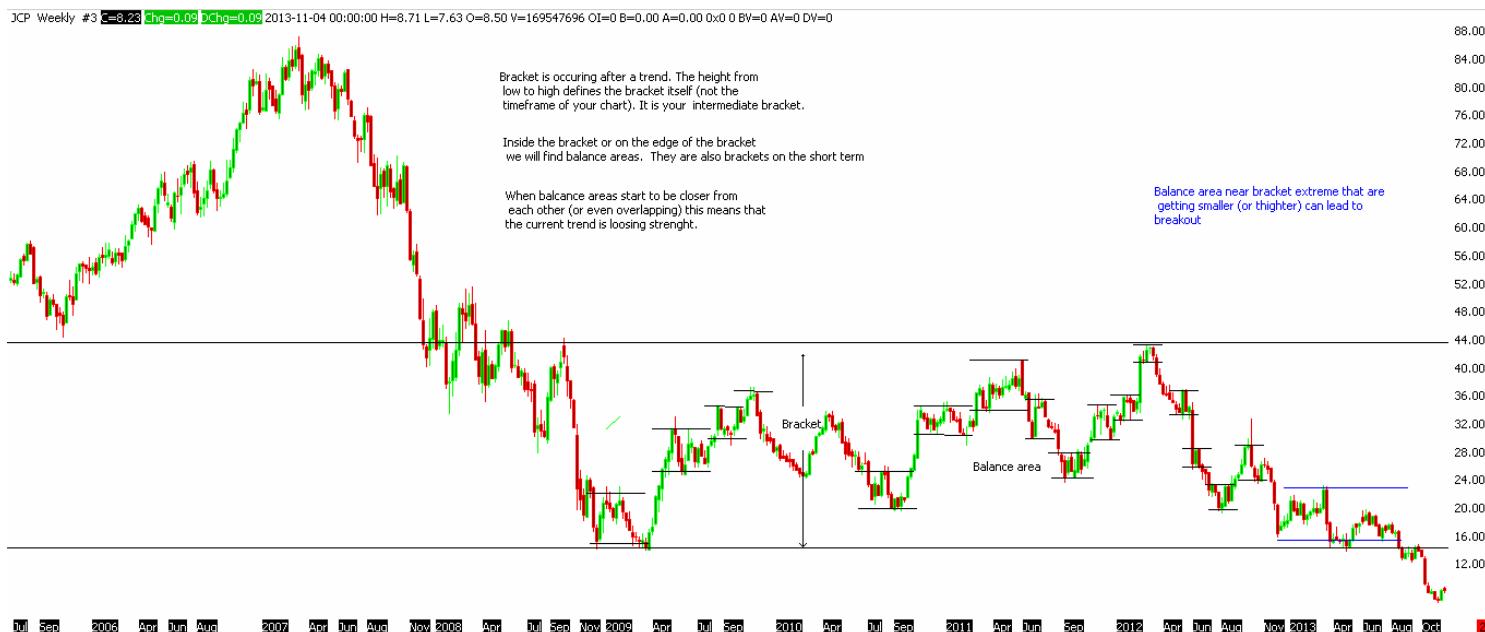 JCP Weekly #3 C=8.23 Chg=0.09 DChg=0.09 2013-11-04 00:00:00 H=8.71 L=7.63 O=8.50 V=169547696 OI=0 B=0.00 A=0.00 0x0 0 BV=0 AV=0 DV=0
88.00
84.00
80.00
76.00
72.00
68.00
64.00
60.00
56.00
52.00
48.00
44.00
40.00
36.00
32.00
28.00
24.00
20.00
16.00
12.00
Bracket is occuring after a trend. The height from
low to high defines the bracket itself (not the
timeframe of your chart). It is your intermediate bracket.
Inside the bracket or on the edge of the bracket
we will find balance areas. They are also brackets on the short term
When balcance areas start to be closer from
each other (or even overlapping) this means that
the current trend is loosing strenght.
Balance area near bracket extreme that are
getting smaller (or thighter) can lead to
breakout
Bracket
Balance area
Jul Sep 2006 Apr Jun Aug 2007 Apr Jun Aug Nov 2008 Apr Jul Sep Nov 2009 Apr Jul Sep 2010 Apr Jul Sep 2011 Apr Jun Sep 2012 Apr Jun Aug Nov 2013 Apr Jun Aug Oct 2